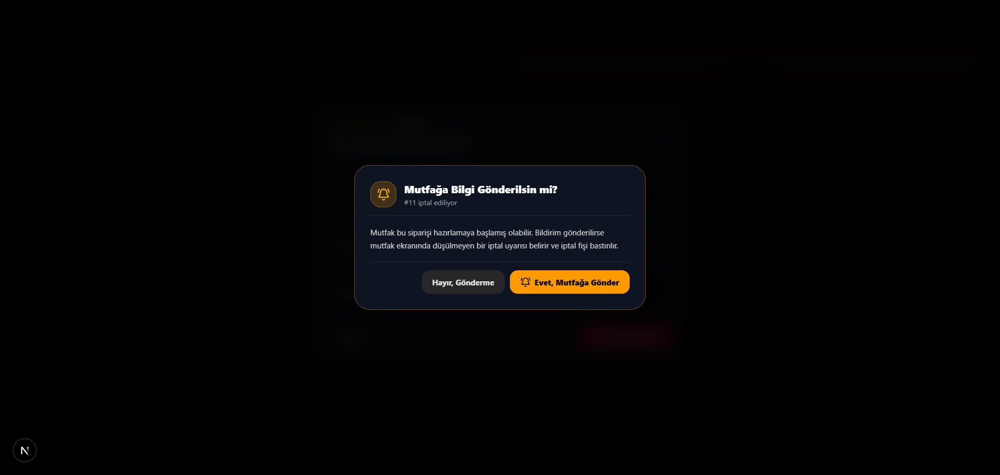 Mutfağa Bilgi Gönderilsin mi?
#11 iptal ediliyor
Mutfak bu siparişi hazırlamaya başlamış olabilir. Bildirim gönderilirse
mutfak ekranında düşülmeyen bir iptal uyarısı belirir ve iptal fişi bastırılır.
Hayır, Gönderme
Evet, Mutfağa Gönder
N